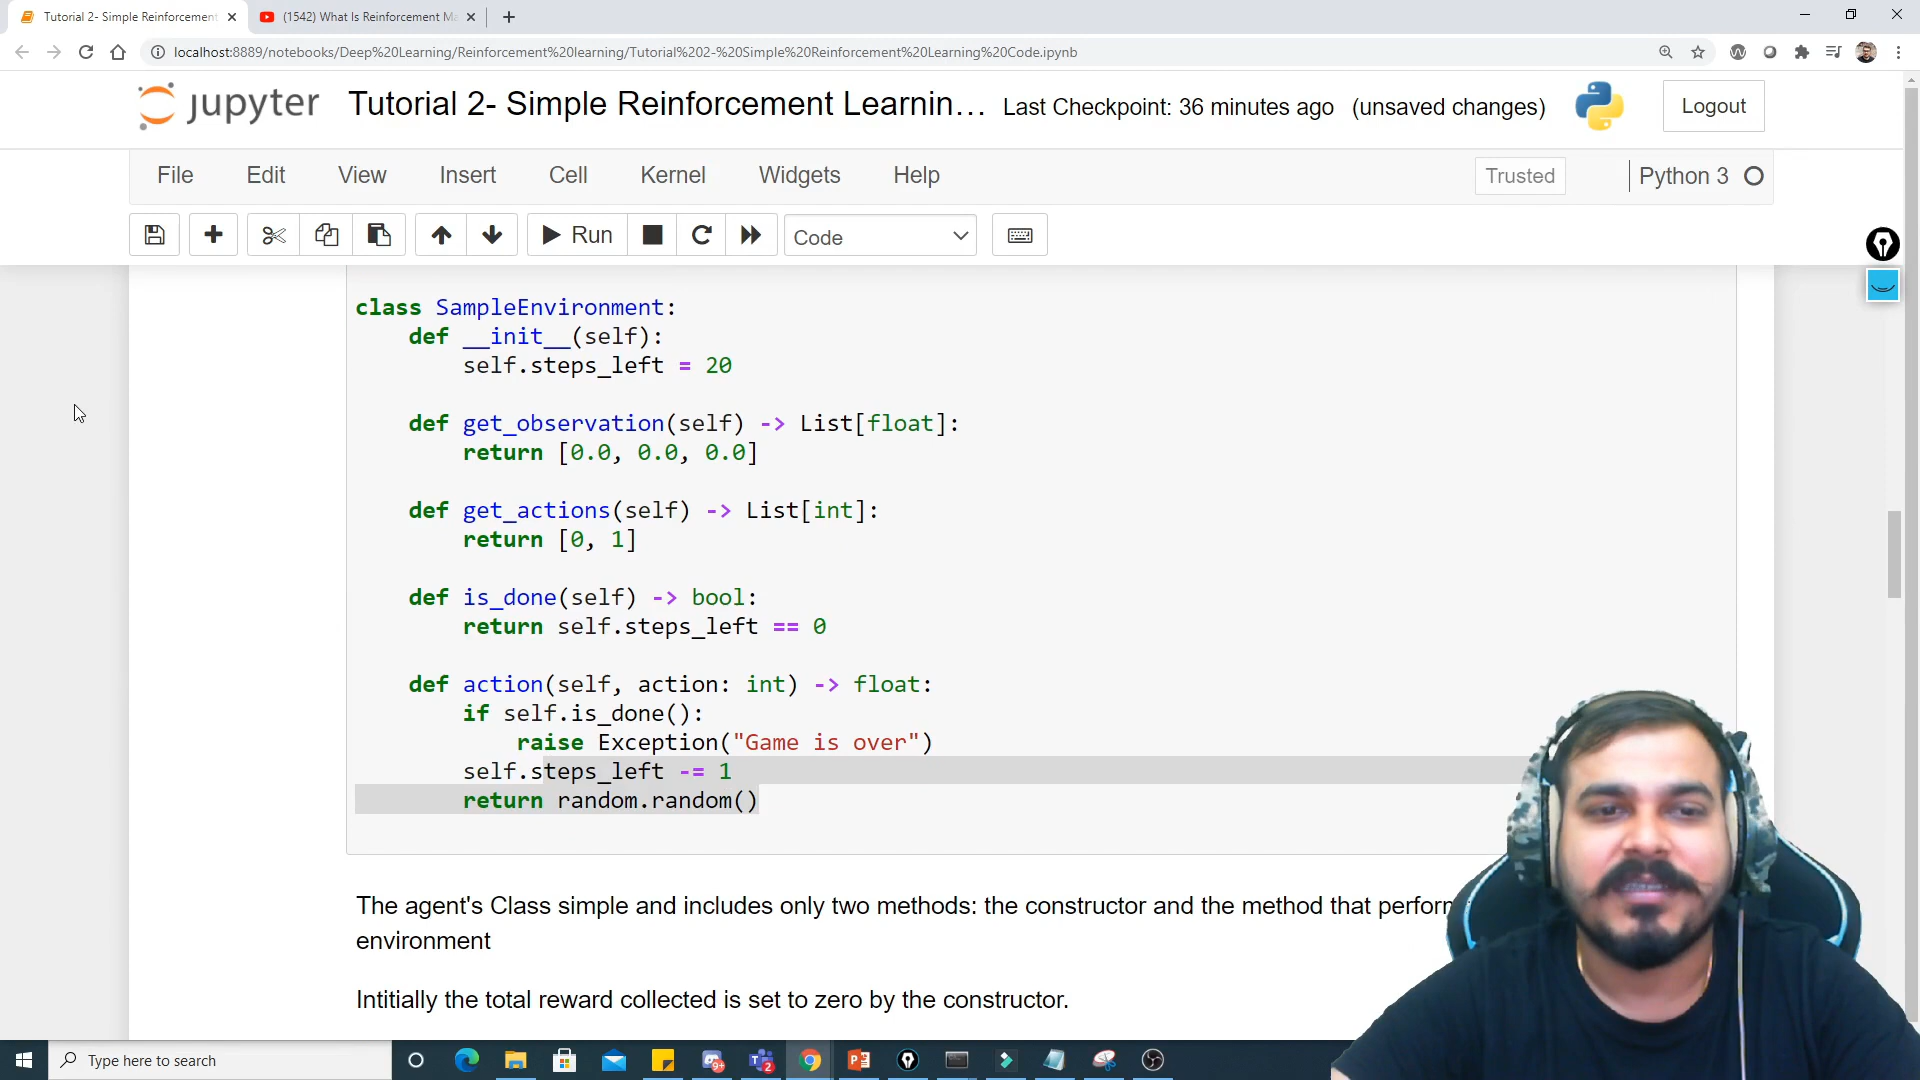 Tutorial 2- Simple Reinforcement
(1542) What Is Reinforcement Ma
localhost:8889/notebooks/Deep%20Learning/Reinforcement%20learning/Tutorial%202-%20Simple%20Reinforcement%20Learning%20Code.ipynb
jupyter Tutorial 2- Simple Reinforcement Learnin… Last Checkpoint: 36 minutes ago (unsaved changes) Logout
File Edit View Insert Cell Kernel Widgets Help Trusted Python 3
Run Code
class SampleEnvironment:
def __init__(self):
self.steps_left = 20
def get_observation(self) -> List[float]:
return [0.0, 0.0, 0.0]
def get_actions(self) -> List[int]:
return [0, 1]
def is_done(self) -> bool:
return self.steps_left == 0
def action(self, action: int) -> float:
if self.is_done():
raise Exception("Game is over")
self.steps_left -= 1
return random.random()
The agent's Class simple and includes only two methods: the constructor and the method that perfor
environment
Intitially the total reward collected is set to zero by the constructor.
Type here to search
9+
2